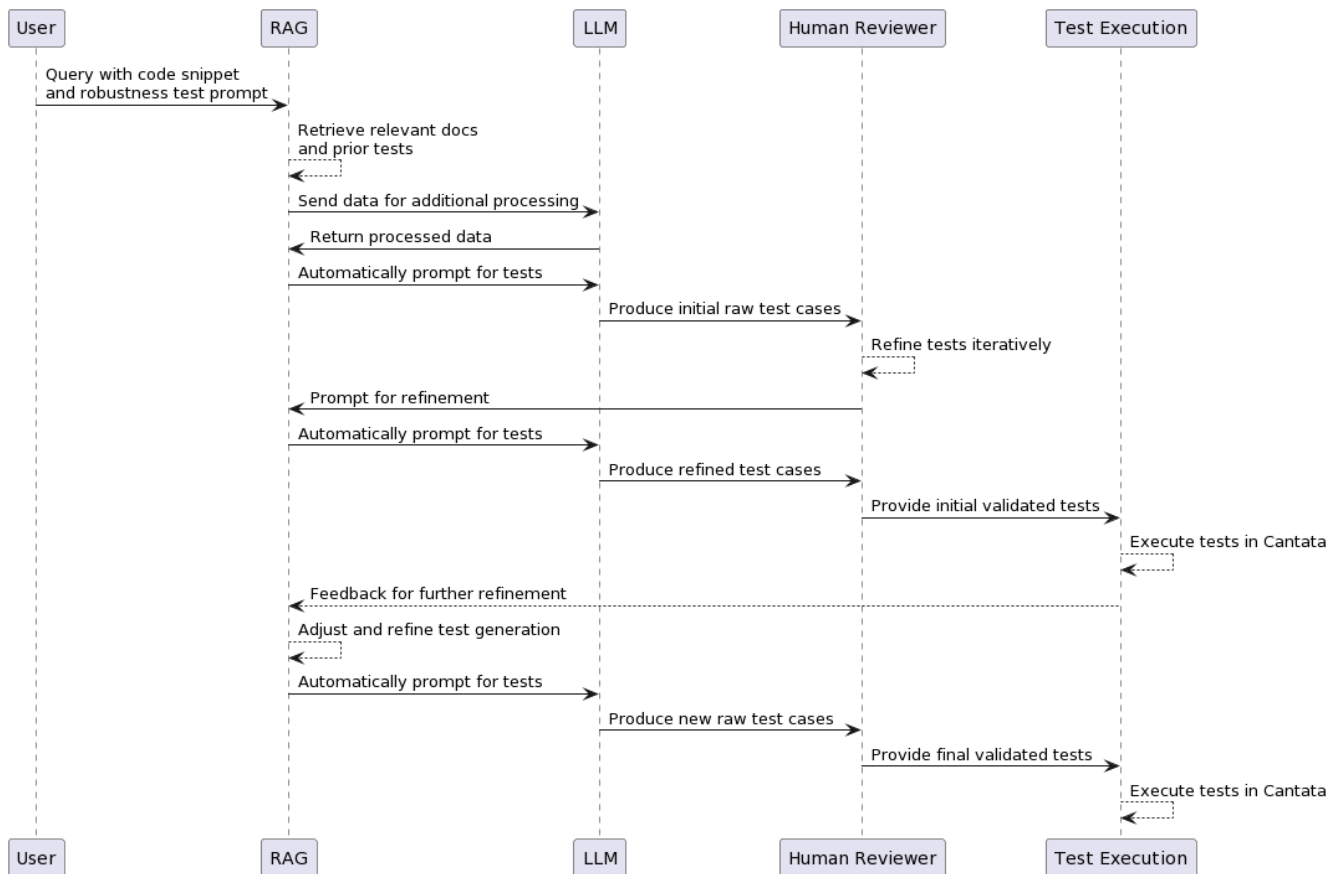 User
RAG
LLM
Human Reviewer
Test Execution
Query with code snippet
and robustness test prompt
Retrieve relevant docs
and prior tests
Send data for additional processing
Return processed data
Automatically prompt for tests
Produce initial raw test cases
Refine tests iteratively
Prompt for refinement
Automatically prompt for tests
Produce refined test cases
Provide initial validated tests
Execute tests in Cantata
Feedback for further refinement
Adjust and refine test generation
Automatically prompt for tests
Produce new raw test cases
Provide final validated tests
Execute tests in Cantata
User
RAG
LLM
Human Reviewer
Test Execution